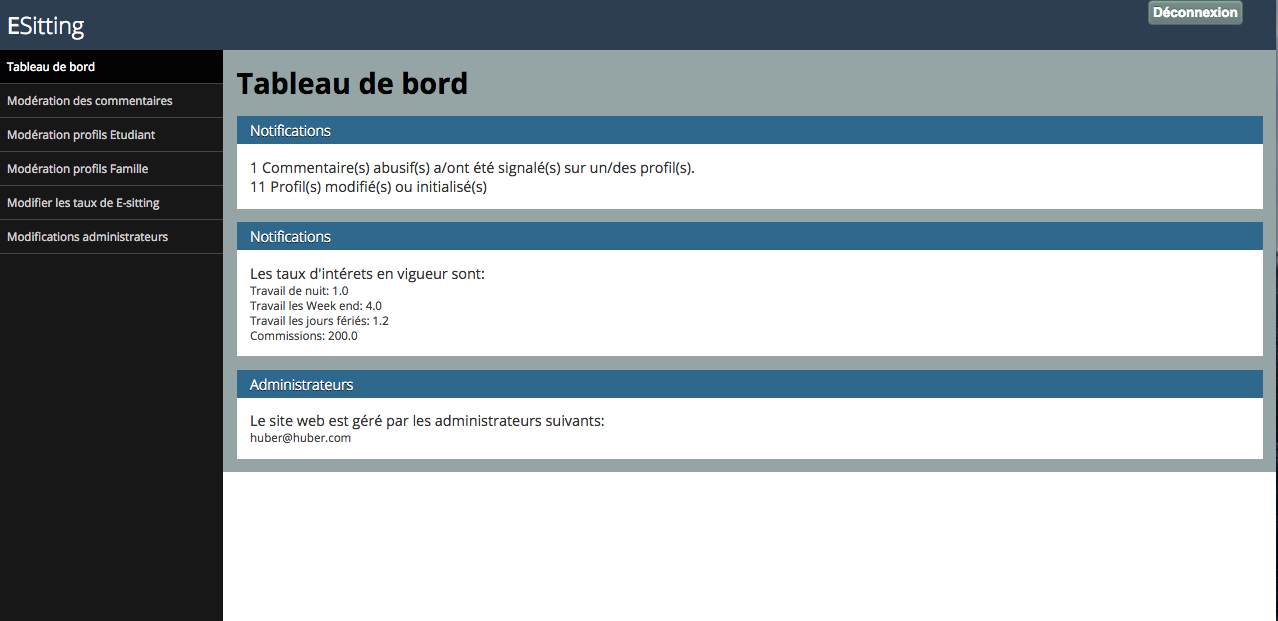 ESitting
Déconnexion
Tableau de bord
Modération des commentaires
Modération profils Etudiant
Modération profils Famille
Modifier les taux de E-sitting
Modifications administrateurs
Tableau de bord
Notifications
1 Commentaire(s) abusif(s) a/ont été signalé(s) sur un/des profil(s).
11 Profil(s) modifié(s) ou initialisé(s)
Notifications
Les taux d'intérets en vigueur sont:
Travail de nuit: 1.0
Travail les Week end: 4.0
Travail les jours fériés: 1.2
Commissions: 200.0
Administrateurs
Le site web est géré par les administrateurs suivants:
huber@huber.com